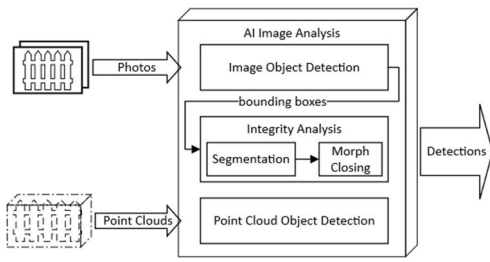 AI Image Analysis
Photos
Image Object Detection
bounding boxes
Integrity Analysis
Segmentation
Morph
Closing
Detections
Point Clouds
Point Cloud Object Detection